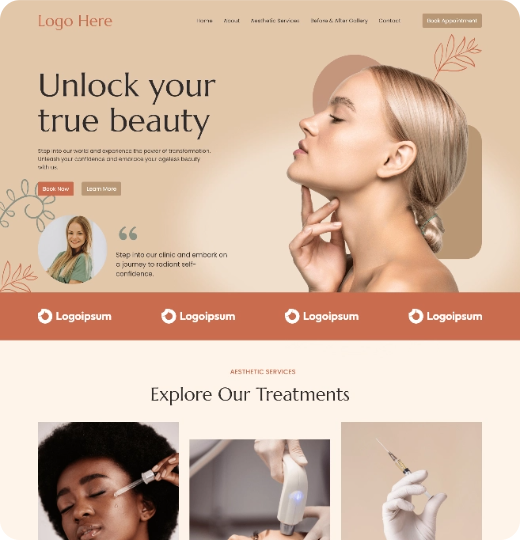 Logo Here
Home About Aesthetic Services Before & After Gallery Contact Book Appointment
Unlock your
true beauty
Step into our world and experience the power of transformation.
Unleash your confidence and embrace your ageless beauty
with us.
Book Now Learn More
“
Step into our clinic and embark on
a journey to radiant self-
confidence.
Logoipsum Logoipsum Logoipsum Logoipsum
AESTHETIC SERVICES
Explore Our Treatments